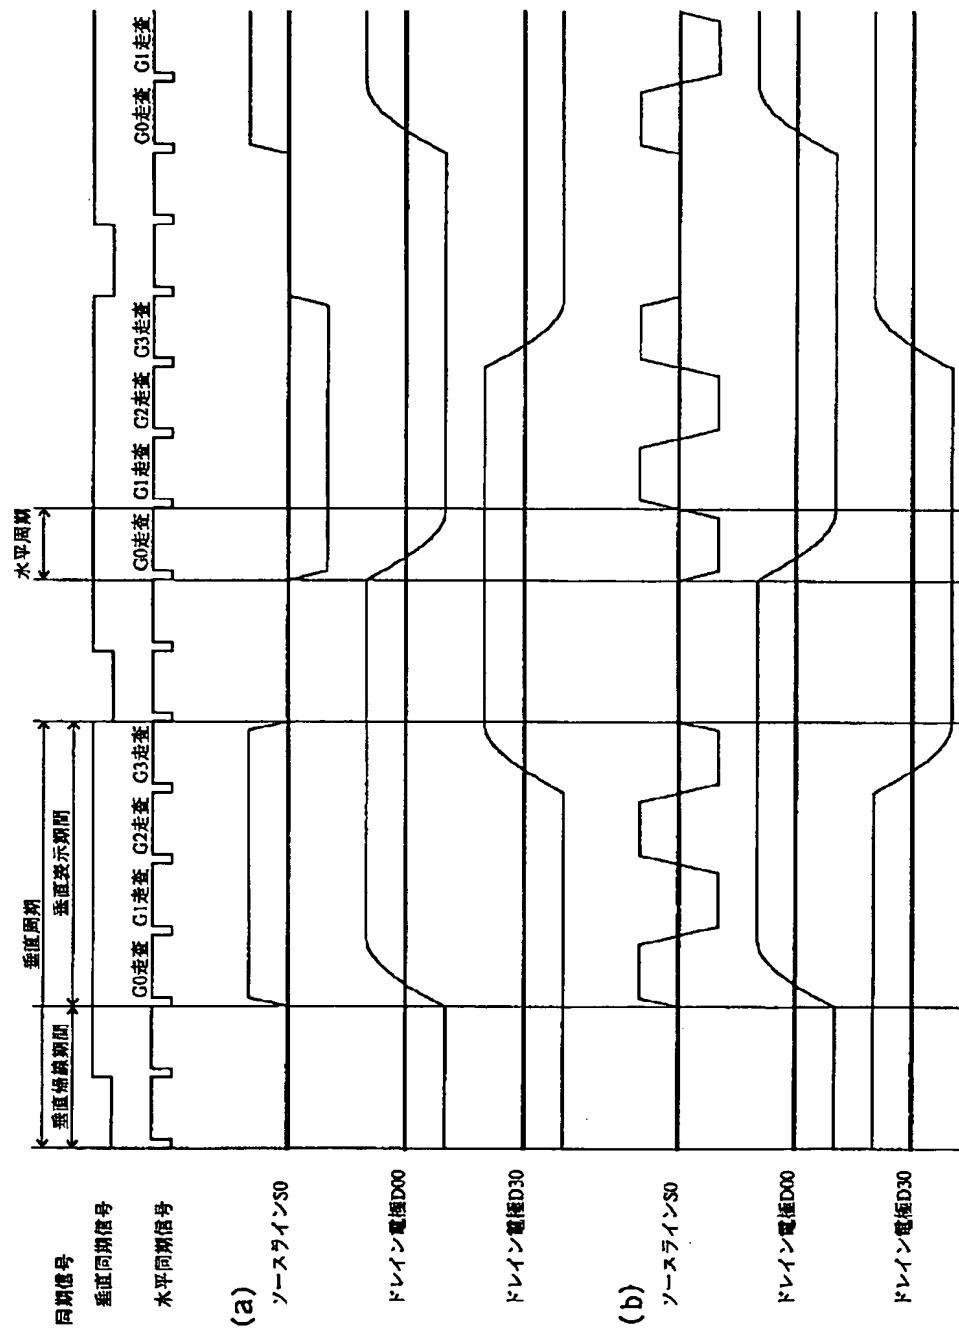 同期信号
垂直同期信号
水平同期信号
垂直周期
垂直帰線期間
垂直表示期間
水平周期
G0走査 G1走査 G2走査 G3走査
G0走査 G1走査 G2走査 G3走査
G0走査 G1走査
(a)
ソースラインS0
ドレイン電極D00
ドレイン電極D30
(b)
ソースラインS0
ドレイン電極D00
ドレイン電極D30